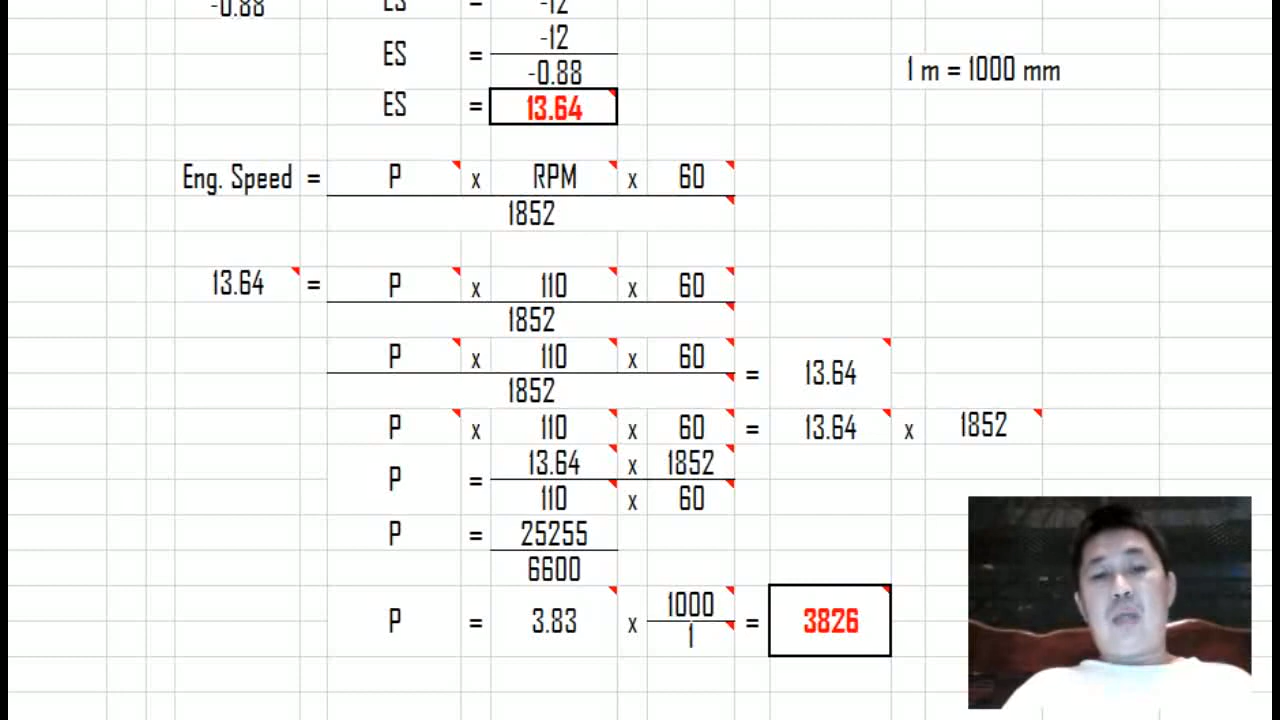 -0.88 ES = -12
ES = -12
-0.88
1 m = 1000 mm
ES = 13.64
Eng. Speed = P x RPM x 60
1852
13.64 = P x 110 x 60
1852
P x 110 x 60 = 13.64
1852
P x 110 x 60 = 13.64 x 1852
P = 13.64 x 1852
110 x 60
P = 25255
6600
P = 3.83 x 1000 = 3826
1